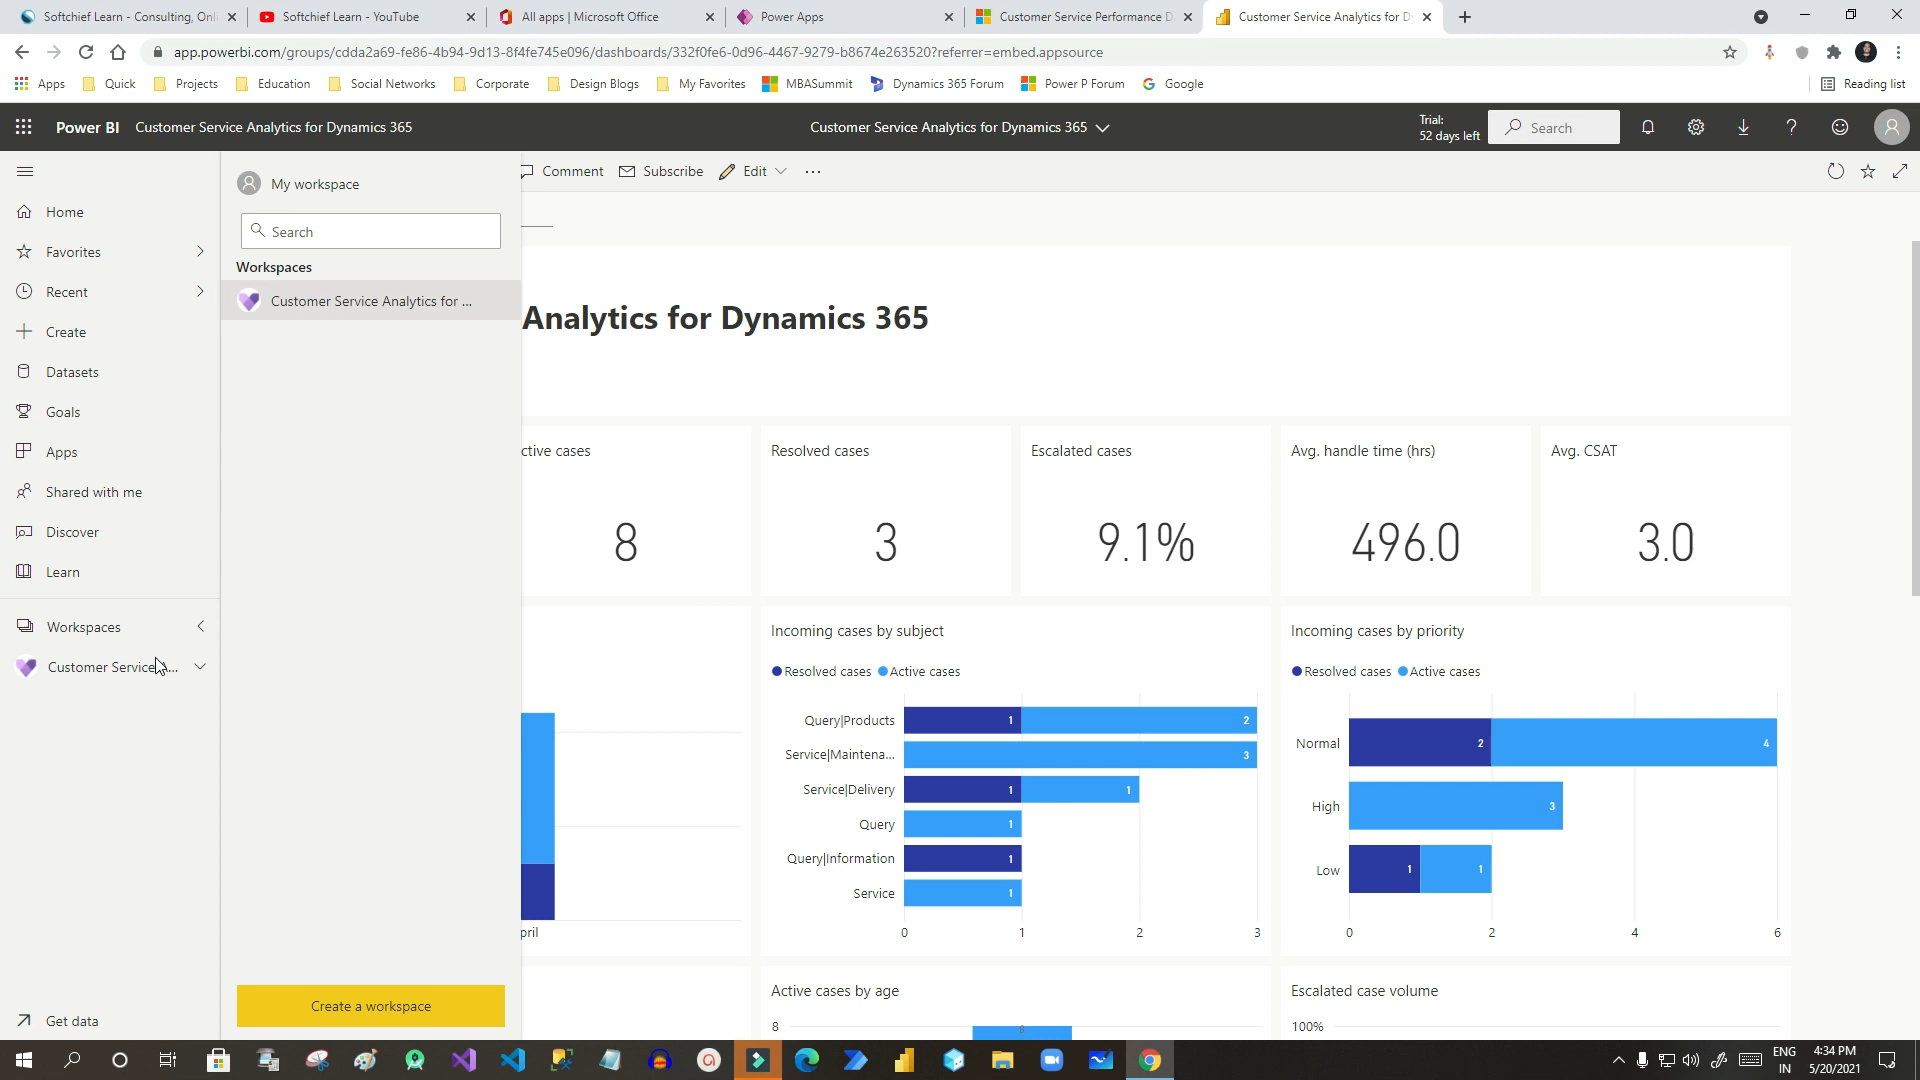 Softchief Learn - Consulting, Onli
Softchief Learn - YouTube
All apps | Microsoft Office
Power Apps
Customer Service Performance D
Customer Service Analytics for D
app.powerbi.com/groups/cdda2a69-fe86-4b94-9d13-8f4fe745e096/dashboards/332f0fe6-0d96-4467-9279-b8674e263520?referrer=embed.appsource
Apps
Quick
Projects
Education
Social Networks
Corporate
Design Blogs
My Favorites
MBASummit
Dynamics 365 Forum
Power P Forum
Google
Reading list
Power BI
Customer Service Analytics for Dynamics 365
Customer Service Analytics for Dynamics 365
Trial:
52 days left
Search
Comment
Subscribe
Edit
Home
Favorites
Recent
Create
Datasets
Goals
Apps
Shared with me
Discover
Learn
Workspaces
Customer Service A...
Get data
My workspace
Search
Workspaces
Customer Service Analytics for ...
Create a workspace
Analytics for Dynamics 365
ctive cases
8
Resolved cases
3
Escalated cases
9.1%
Avg. handle time (hrs)
496.0
Avg. CSAT
3.0
pril
Incoming cases by subject
Resolved cases Active cases
Query|Products 1 2
Service|Maintena... 3
Service|Delivery 1 1
Query 1
Query|Information 1
Service 1
0 1 2 3
Incoming cases by priority
Resolved cases Active cases
Normal 2 4
High 3
Low 1 1
0 2 4 6
Active cases by age
8
8
Escalated case volume
100%
ENG
IN
4:34 PM
5/20/2021